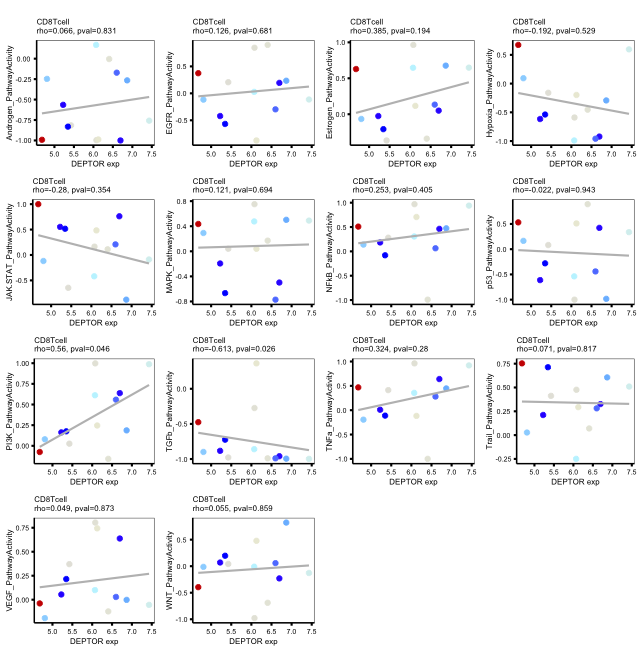 CD8Tcell
rho=0.066, pval=0.831
Androgen_PathwayActivity
0.00
-0.25
-0.50
-0.75
-1.00
5.0 5.5 6.0 6.5 7.0 7.5
DEPTOR exp
CD8Tcell
rho=0.126, pval=0.681
EGFR_PathwayActivity
1.0
0.5
0.0
-0.5
5.0 5.5 6.0 6.5 7.0 7.5
DEPTOR exp
CD8Tcell
rho=0.385, pval=0.194
Estrogen_PathwayActivity
1.0
0.5
0.0
5.0 5.5 6.0 6.5 7.0 7.5
DEPTOR exp
CD8Tcell
rho=-0.192, pval=0.529
Hypoxia_PathwayActivity
0.5
0.0
-0.5
-1.0
5.0 5.5 6.0 6.5 7.0 7.5
DEPTOR exp
CD8Tcell
rho=-0.28, pval=0.354
JAK-STAT_PathwayActivity
1.0
0.5
0.0
-0.5
5.0 5.5 6.0 6.5 7.0 7.5
DEPTOR exp
CD8Tcell
rho=0.121, pval=0.694
MAPK_PathwayActivity
0.8
0.4
0.0
-0.4
-0.8
5.0 5.5 6.0 6.5 7.0 7.5
DEPTOR exp
CD8Tcell
rho=0.253, pval=0.405
NFkB_PathwayActivity
1.0
0.5
0.0
-0.5
-1.0
5.0 5.5 6.0 6.5 7.0 7.5
DEPTOR exp
CD8Tcell
rho=-0.022, pval=0.943
p53_PathwayActivity
0.5
0.0
-0.5
-1.0
5.0 5.5 6.0 6.5 7.0 7.5
DEPTOR exp
CD8Tcell
rho=0.56, pval=0.046
PI3K_PathwayActivity
1.00
0.75
0.50
0.25
0.00
5.0 5.5 6.0 6.5 7.0 7.5
DEPTOR exp
CD8Tcell
rho=-0.613, pval=0.026
TGFb_PathwayActivity
0.0
-0.5
-1.0
5.0 5.5 6.0 6.5 7.0 7.5
DEPTOR exp
CD8Tcell
rho=0.324, pval=0.28
TNFa_PathwayActivity
1.0
0.5
0.0
-0.5
-1.0
5.0 5.5 6.0 6.5 7.0 7.5
DEPTOR exp
CD8Tcell
rho=0.071, pval=0.817
Trail_PathwayActivity
0.75
0.50
0.25
0.00
-0.25
5.0 5.5 6.0 6.5 7.0 7.5
DEPTOR exp
CD8Tcell
rho=0.049, pval=0.873
VEGF_PathwayActivity
0.75
0.50
0.25
0.00
5.0 5.5 6.0 6.5 7.0 7.5
DEPTOR exp
CD8Tcell
rho=0.055, pval=0.859
WNT_PathwayActivity
0.5
0.0
-0.5
-1.0
5.0 5.5 6.0 6.5 7.0 7.5
DEPTOR exp